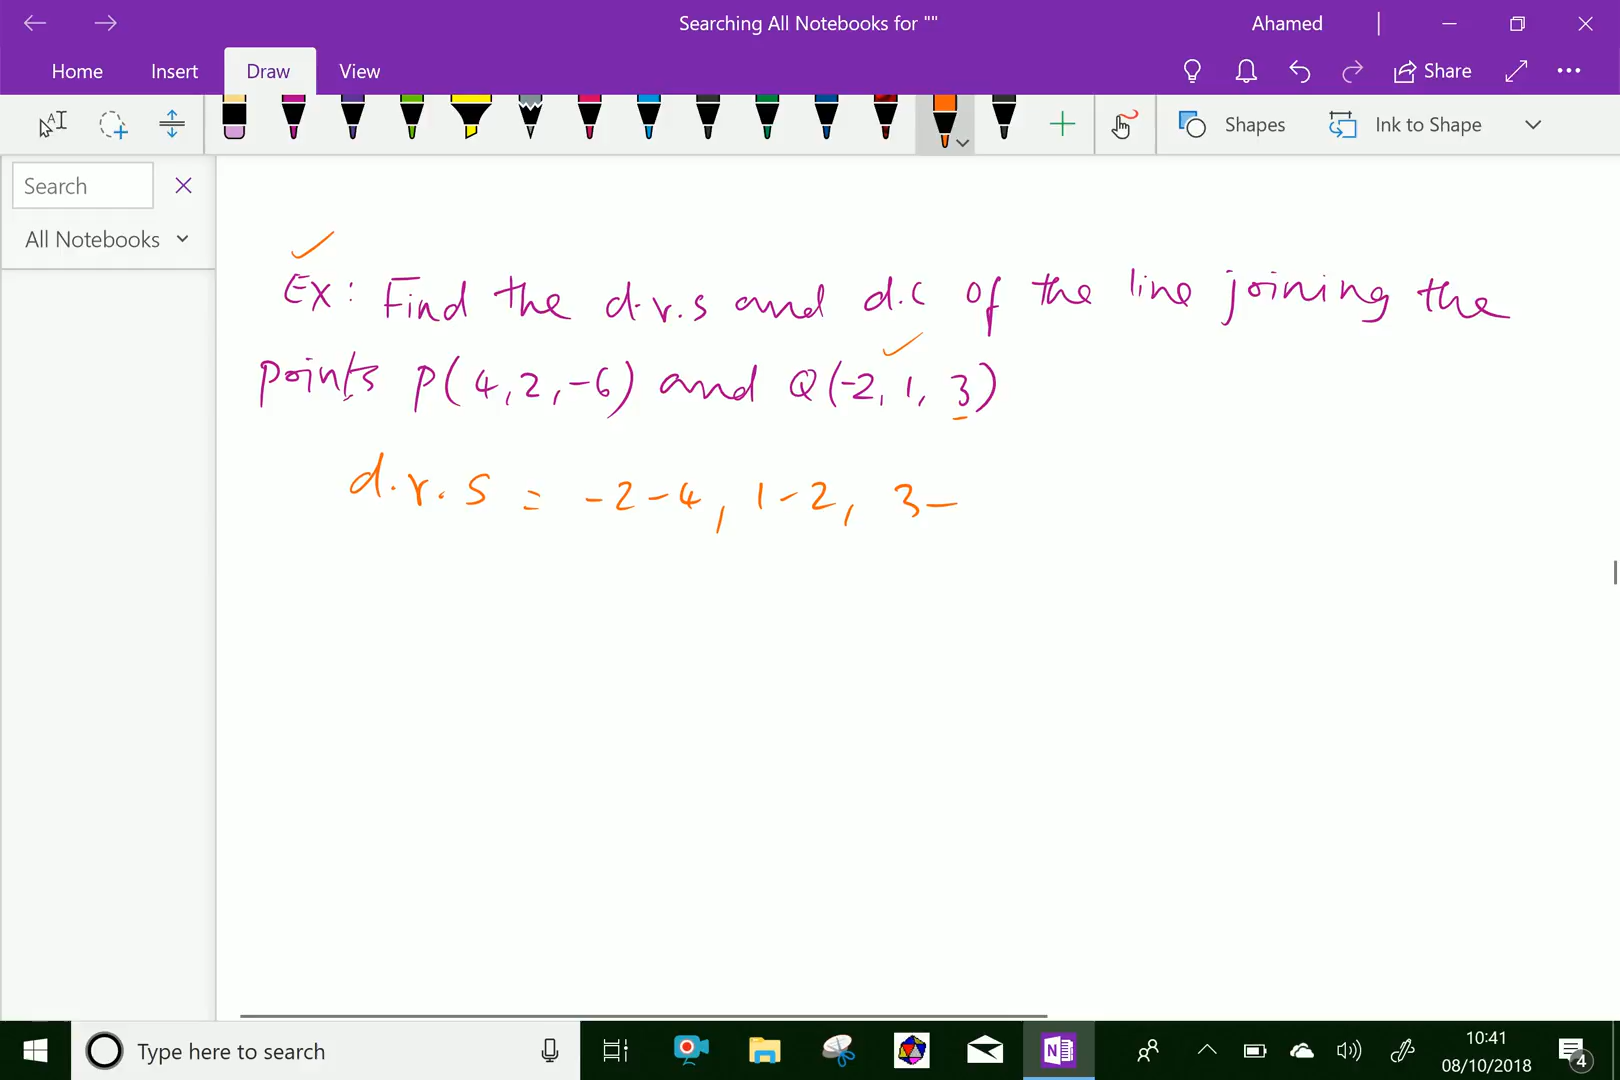 Searching All Notebooks for ""
Ahamed
Home Insert Draw View
Share
Shapes Ink to Shape
Search
All Notebooks
Ex: Find the d.r.s and d.c of the line joining the
points P(4,2,-6) and Q(-2, 1, 3)
d.r.s = -2-4, 1-2, 3-
Type here to search
10:41
08/10/2018
4